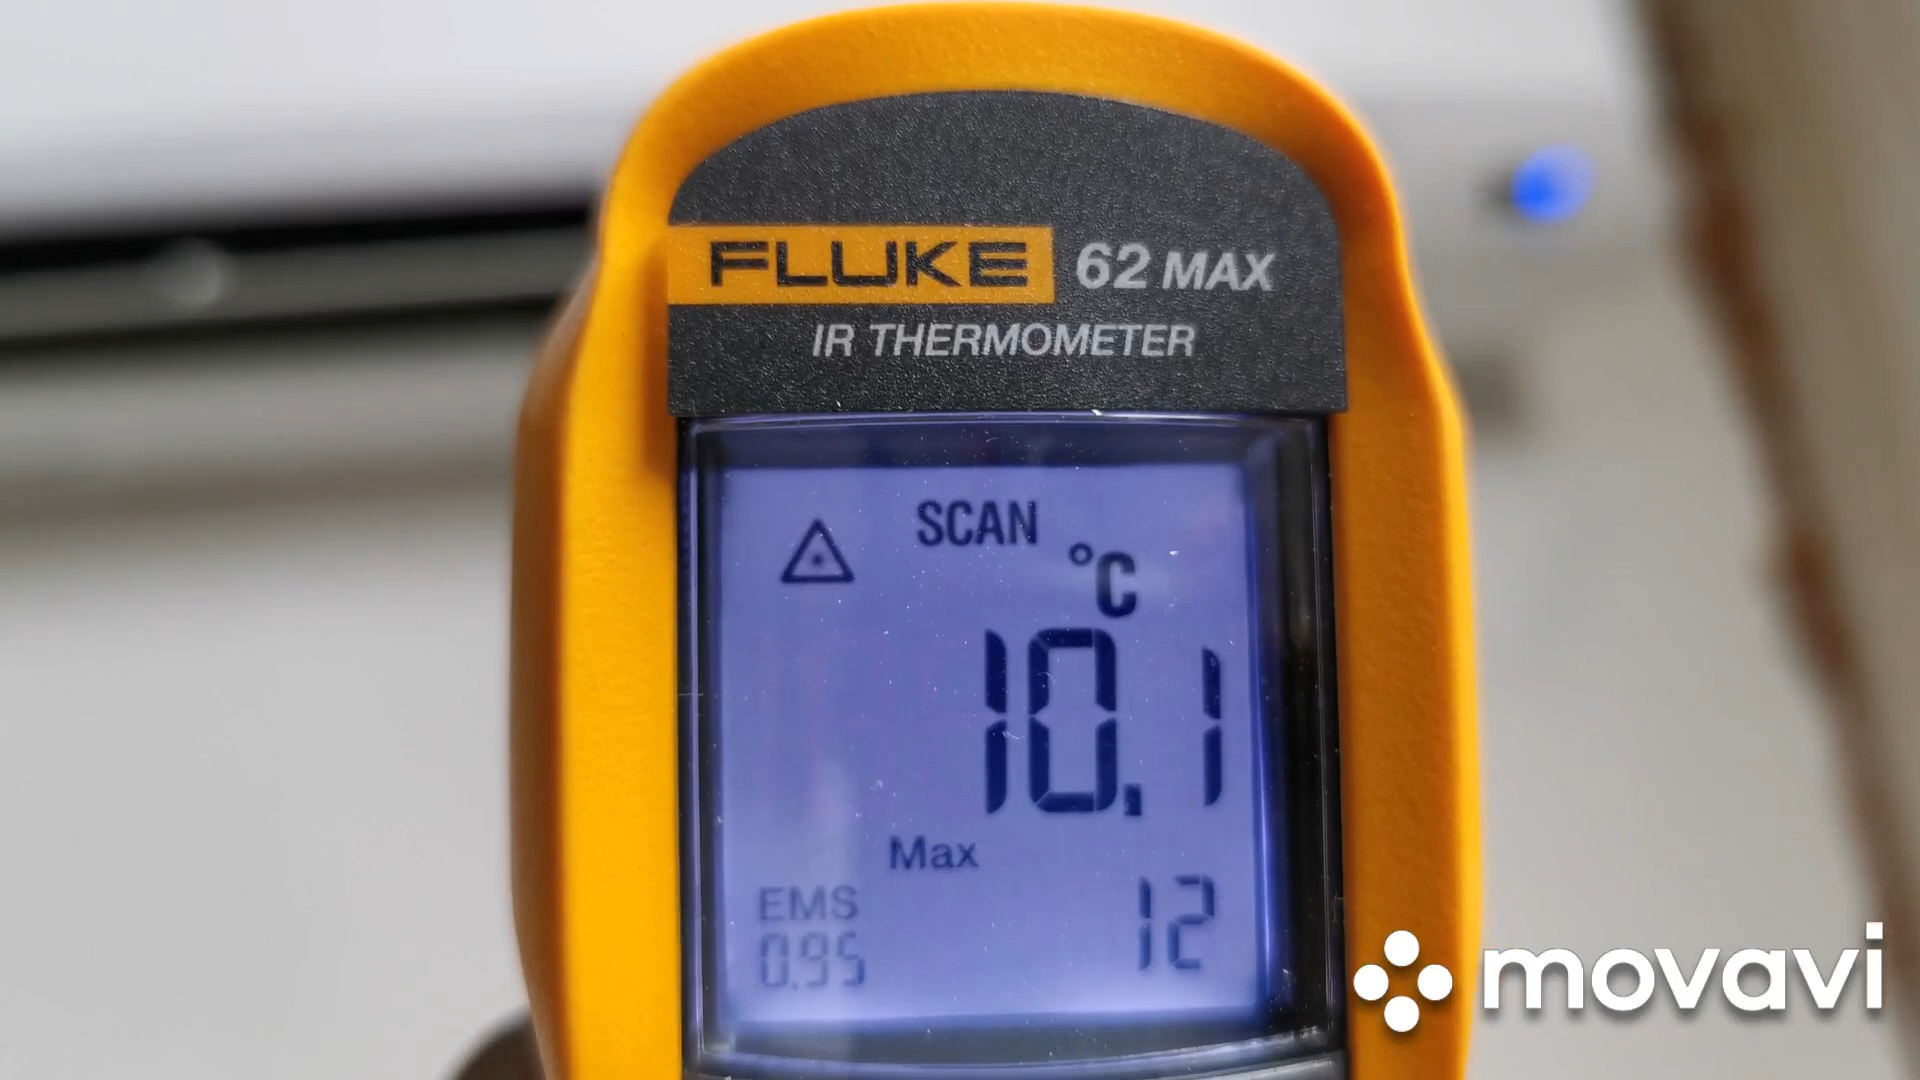 FLUKE 62 MAX
IR THERMOMETER
SCAN
°C
10.1
Max
EMS
0.95
12
movavi